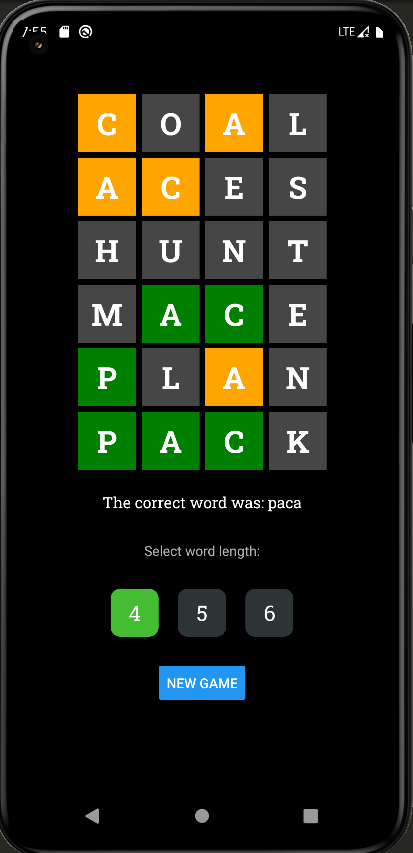 7:55 LTE
C O A L
A C E S
H U N T
M A C E
P L A N
P A C K
The correct word was: paca
Select word length:
4 5 6
NEW GAME